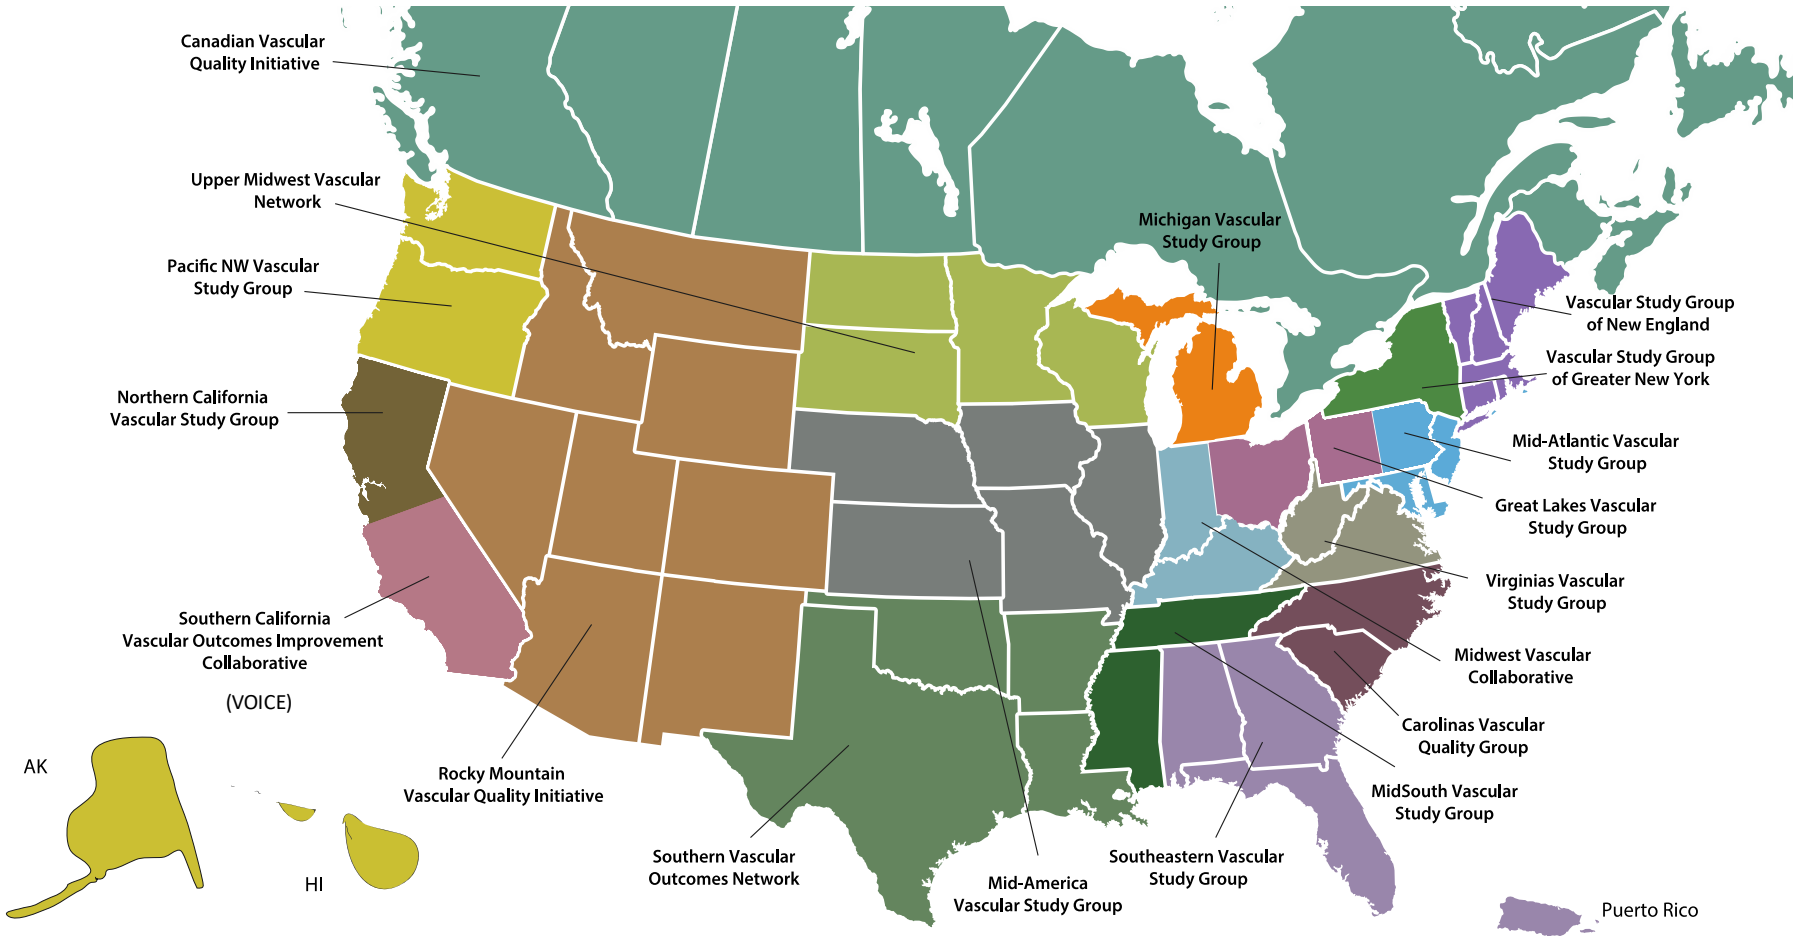 Canadian Vascular
Quality Initiative
Upper Midwest Vascular
Network
Michigan Vascular
Study Group
Pacific NW Vascular
Study Group
Vascular Study Group
of New England
Vascular Study Group
of Greater New York
Northern California
Vascular Study Group
Mid-Atlantic Vascular
Study Group
Great Lakes Vascular
Study Group
Virginias Vascular
Study Group
Southern California
Vascular Outcomes Improvement
Collaborative
(VOICE)
Midwest Vascular
Collaborative
Carolinas Vascular
Quality Group
AK
Rocky Mountain
Vascular Quality Initiative
MidSouth Vascular
Study Group
HI
Southern Vascular
Outcomes Network
Mid-America
Vascular Study Group
Southeastern Vascular
Study Group
Puerto Rico